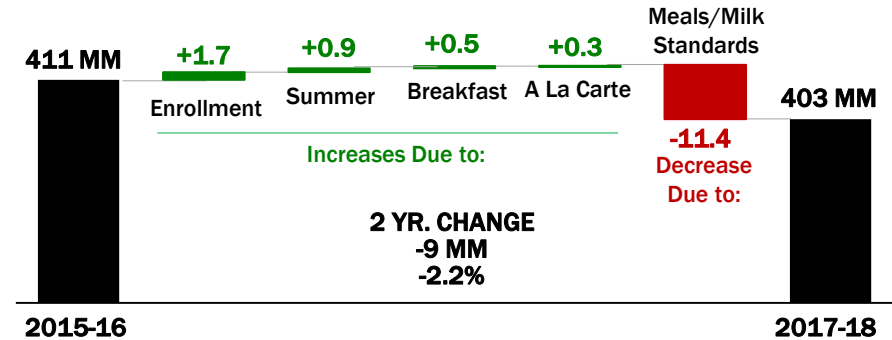 411 MM
+1.7
Enrollment
+0.9
Summer
+0.5
Breakfast
+0.3
A La Carte
Meals/Milk
Standards
-11.4
Decrease
Due to:
403 MM
Increases Due to:
2 YR. CHANGE
-9 MM
-2.2%
2015-16
2017-18